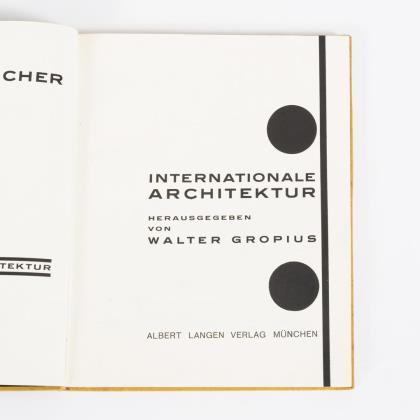 CHER
TEKTUR
INTERNATIONALE
ARCHITEKTUR
HERAUSGEGEBEN
VON
WALTER GROPIUS
ALBERT LANGEN VERLAG MÜNCHEN